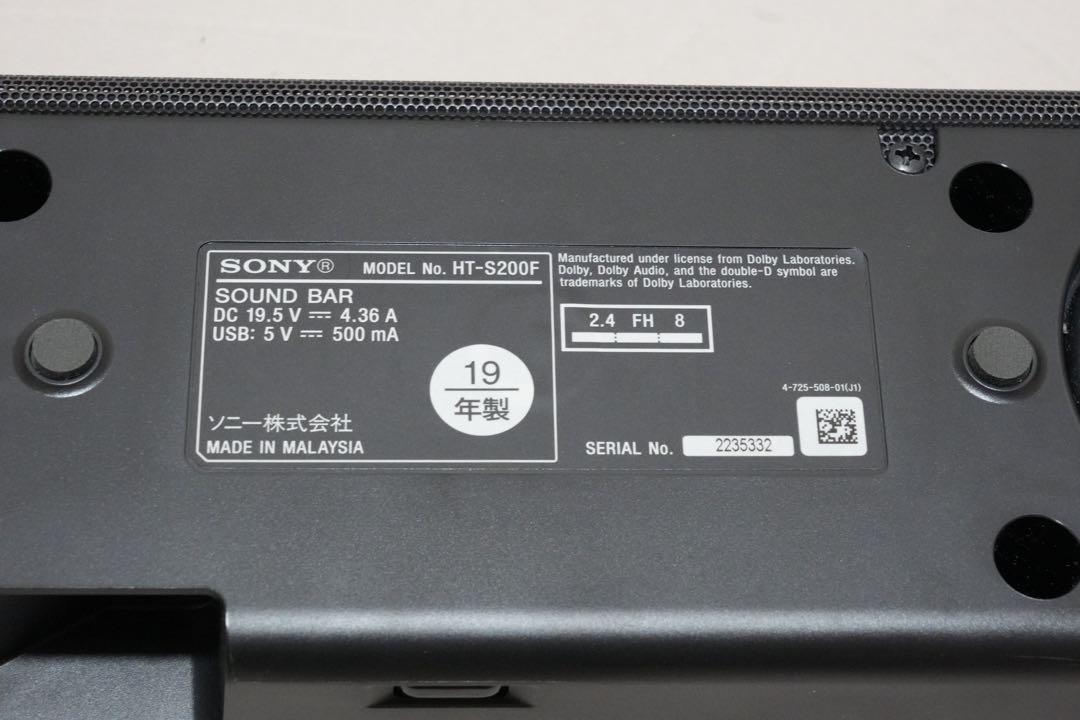 SONY® MODEL No. HT-S200F
SOUND BAR
DC 19.5 V ⎓ 4.36 A
USB: 5 V ⎓ 500 mA
19
年製
ソニー株式会社
MADE IN MALAYSIA
Manufactured under license from Dolby Laboratories.
Dolby, Dolby Audio, and the double-D symbol are
trademarks of Dolby Laboratories.
2.4 FH 8
4-725-508-01(J1)
SERIAL No. 2235332